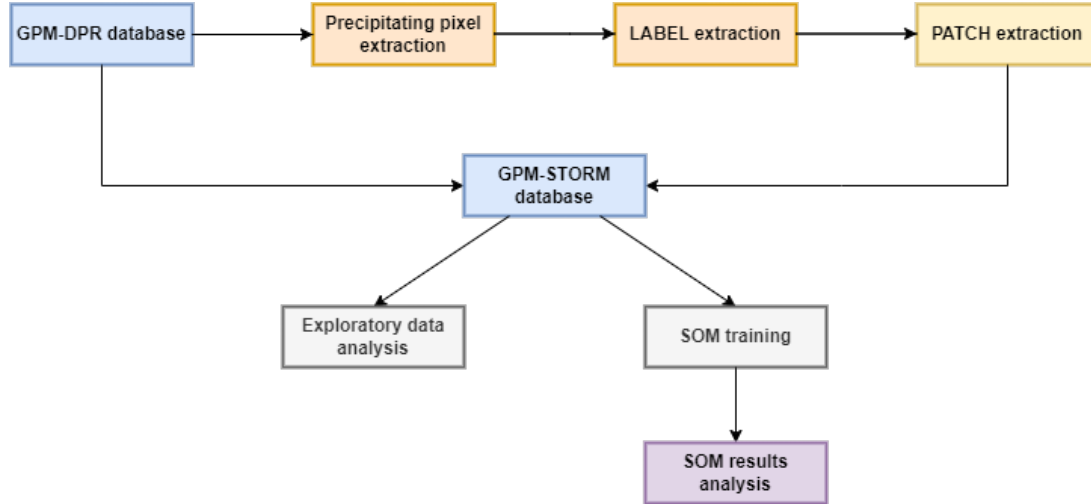 GPM-DPR database
Precipitating pixel
extraction
LABEL extraction
PATCH extraction
GPM-STORM
database
Exploratory data
analysis
SOM training
SOM results
analysis